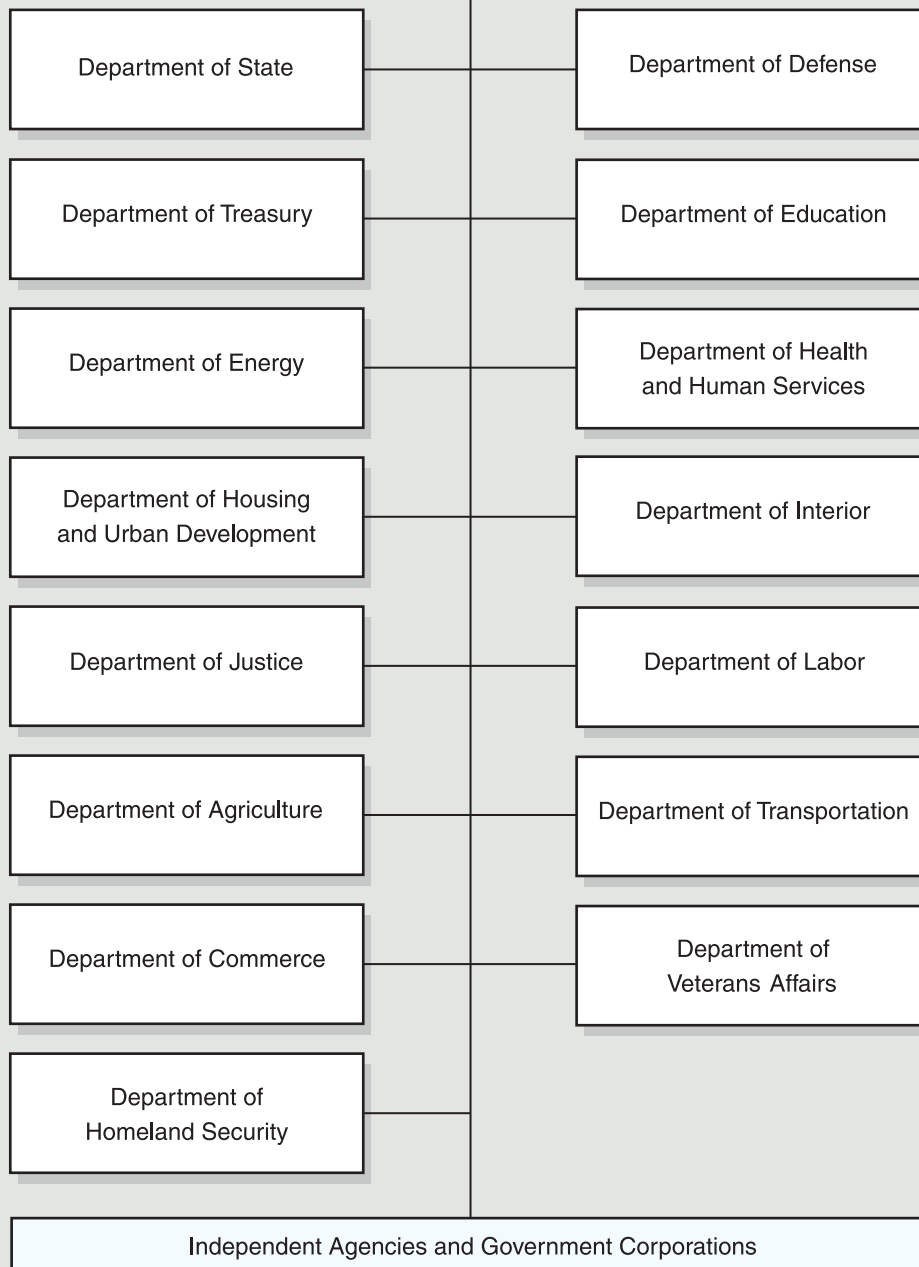 Department of State
Department of Defense
Department of Treasury
Department of Education
Department of Energy
Department of Health
and Human Services
Department of Housing
and Urban Development
Department of Interior
Department of Justice
Department of Labor
Department of Agriculture
Department of Transportation
Department of Commerce
Department of
Veterans Affairs
Department of
Homeland Security
Independent Agencies and Government Corporations